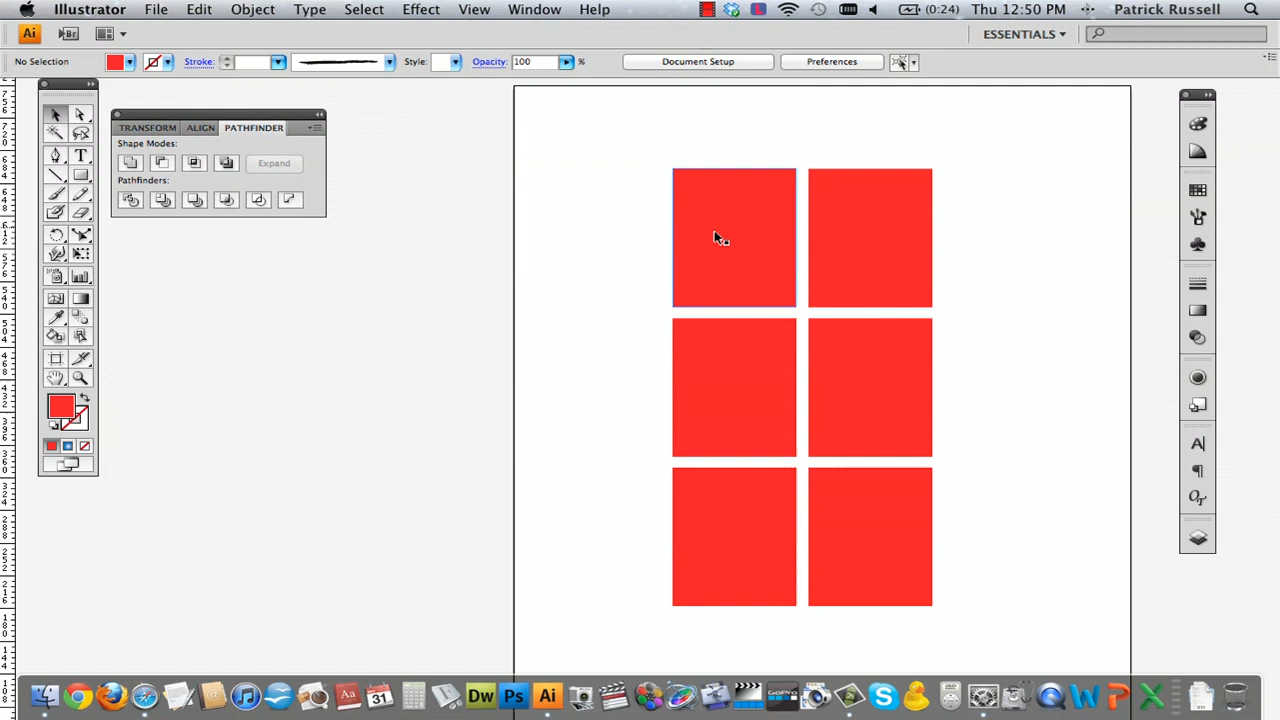 Illustrator File Edit Object Type Select Effect View Window Help (0:24) Thu 12:50 PM Patrick Russell
Ai Br ESSENTIALS
No Selection Stroke: Style: Opacity: 100 % Document Setup Preferences
TRANSFORM ALIGN PATHFINDER
Shape Modes:
Expand
Pathfinders:
Dw Ps Ai